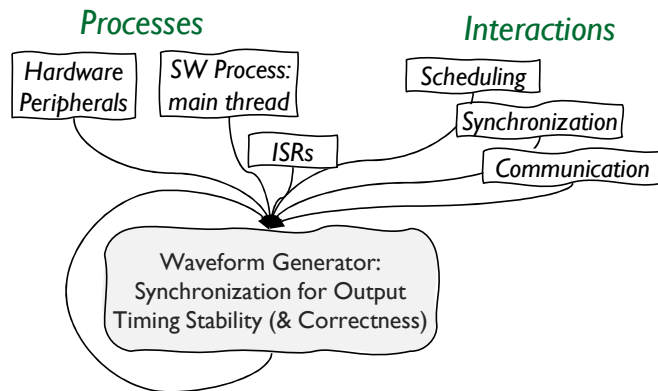 Processes
Interactions
Hardware
Peripherals
SW Process:
main thread
ISRs
Scheduling
Synchronization
Communication
Waveform Generator:
Synchronization for Output
Timing Stability (& Correctness)